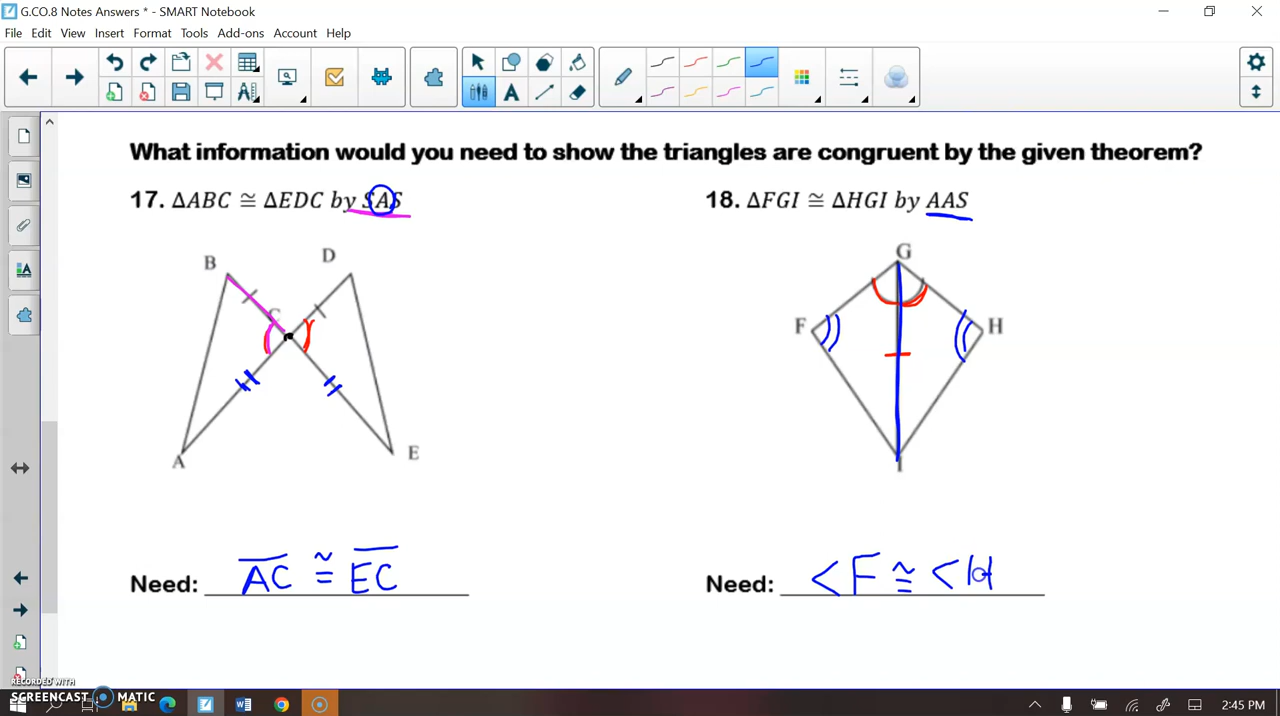 G.CO.8 Notes Answers * - SMART Notebook
File Edit View Insert Format Tools Add-ons Account Help
What information would you need to show the triangles are congruent by the given theorem?
17. ΔABC ≅ ΔEDC by SAS
18. ΔFGI ≅ ΔHGI by AAS
B
D
C
A
E
G
F
H
I
Need: AC ≅ EC
Need: <F ≅ <H
RECORDED WITH
SCREENCAST MATIC
2:45 PM